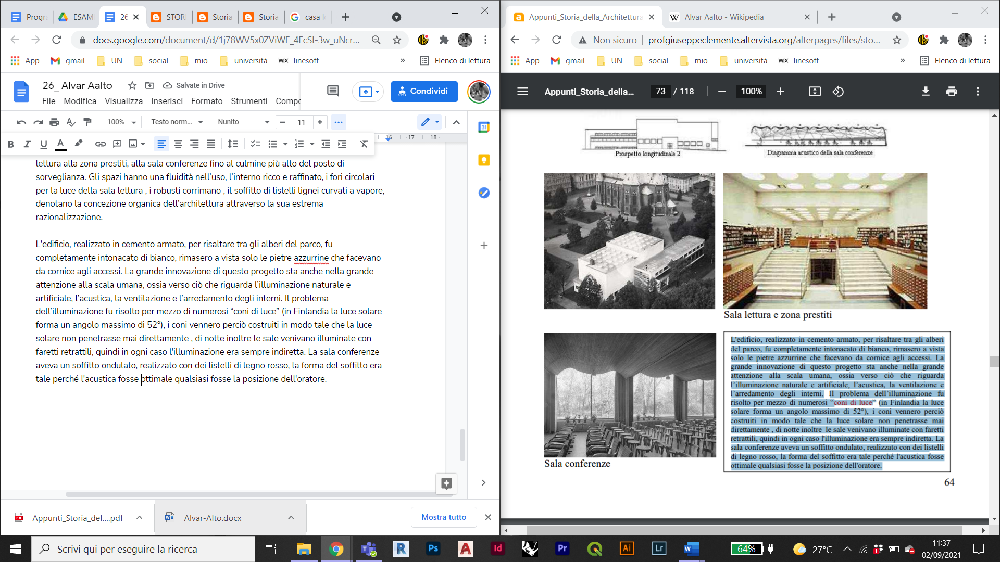 Progr
ESAM
26
STORI
Storia
Storia
casa l
docs.google.com/document/d/1j78WV5x0ZViWE_4FcSI-3w_uNcr...
App
gmail
UN
social
mio
università
WIX
linesoff
»
Elenco di lettura
26_ Alvar Aalto
Salvate in Drive
Condividi
File
Modifica
Visualizza
Inserisci
Formato
Strumenti
Compo
100%
Testo norm...
Nunito
11
16
17
18
lettura alla zona prestiti, alla sala conferenze fino al culmine più alto del posto di
sorveglianza. Gli spazi hanno una fluidità nell’uso, l’interno ricco e raffinato, i fori circolari
per la luce della sala lettura , i robusti corrimano , il soffitto di listelli lignei curvati a vapore,
denotano la concezione organica dell’architettura attraverso la sua estrema
razionalizzazione.
L'edificio, realizzato in cemento armato, per risaltare tra gli alberi del parco, fu
completamente intonacato di bianco, rimasero a vista solo le pietre azzurrine che facevano
da cornice agli accessi. La grande innovazione di questo progetto sta anche nella grande
attenzione alla scala umana, ossia verso ciò che riguarda l’illuminazione naturale e
artificiale, l’acustica, la ventilazione e l’arredamento degli interni. Il problema
dell’illuminazione fu risolto per mezzo di numerosi “coni di luce” (in Finlandia la luce solare
forma un angolo massimo di 52°), i coni vennero perciò costruiti in modo tale che la luce
solare non penetrasse mai direttamente , di notte inoltre le sale venivano illuminate con
faretti retrattili, quindi in ogni caso l'illuminazione era sempre indiretta. La sala conferenze
aveva un soffitto ondulato, realizzato con dei listelli di legno rosso, la forma del soffitto era
tale perché l'acustica fosse ottimale qualsiasi fosse la posizione dell'oratore.
Appunti_Storia_del....pdf
Alvar-Alto.docx
Mostra tutto
Appunti_Storia_della_Architettura
Alvar Aalto - Wikipedia
Non sicuro | profgiuseppeclemente.altervista.org/alterpages/files/sto...
App
gmail
UN
social
mio
università
WIX
linesoff
»
Elenco di lettura
Appunti_Storia_della...
73 / 118
100%
Prospetto longitudinale 2
Diagramma acustico della sala conferenze
Sala lettura e zona prestiti
L'edificio, realizzato in cemento armato, per risaltare tra gli alberi
del parco, fu completamente intonacato di bianco, rimasero a vista
solo le pietre azzurrine che facevano da cornice agli accessi. La
grande innovazione di questo progetto sta anche nella grande
attenzione alla scala umana, ossia verso ciò che riguarda
l’illuminazione naturale e artificiale, l’acustica, la ventilazione e
l’arredamento degli interni. Il problema dell’illuminazione fu
risolto per mezzo di numerosi “coni di luce” (in Finlandia la luce
solare forma un angolo massimo di 52°), i coni vennero perciò
costruiti in modo tale che la luce solare non penetrasse mai
direttamente , di notte inoltre le sale venivano illuminate con faretti
retrattili, quindi in ogni caso l'illuminazione era sempre indiretta. La
sala conferenze aveva un soffitto ondulato, realizzato con dei listelli
di legno rosso, la forma del soffitto era tale perché l'acustica fosse
ottimale qualsiasi fosse la posizione dell'oratore.
Sala conferenze
64
Scrivi qui per eseguire la ricerca
64%
27°C
11:37
02/09/2021